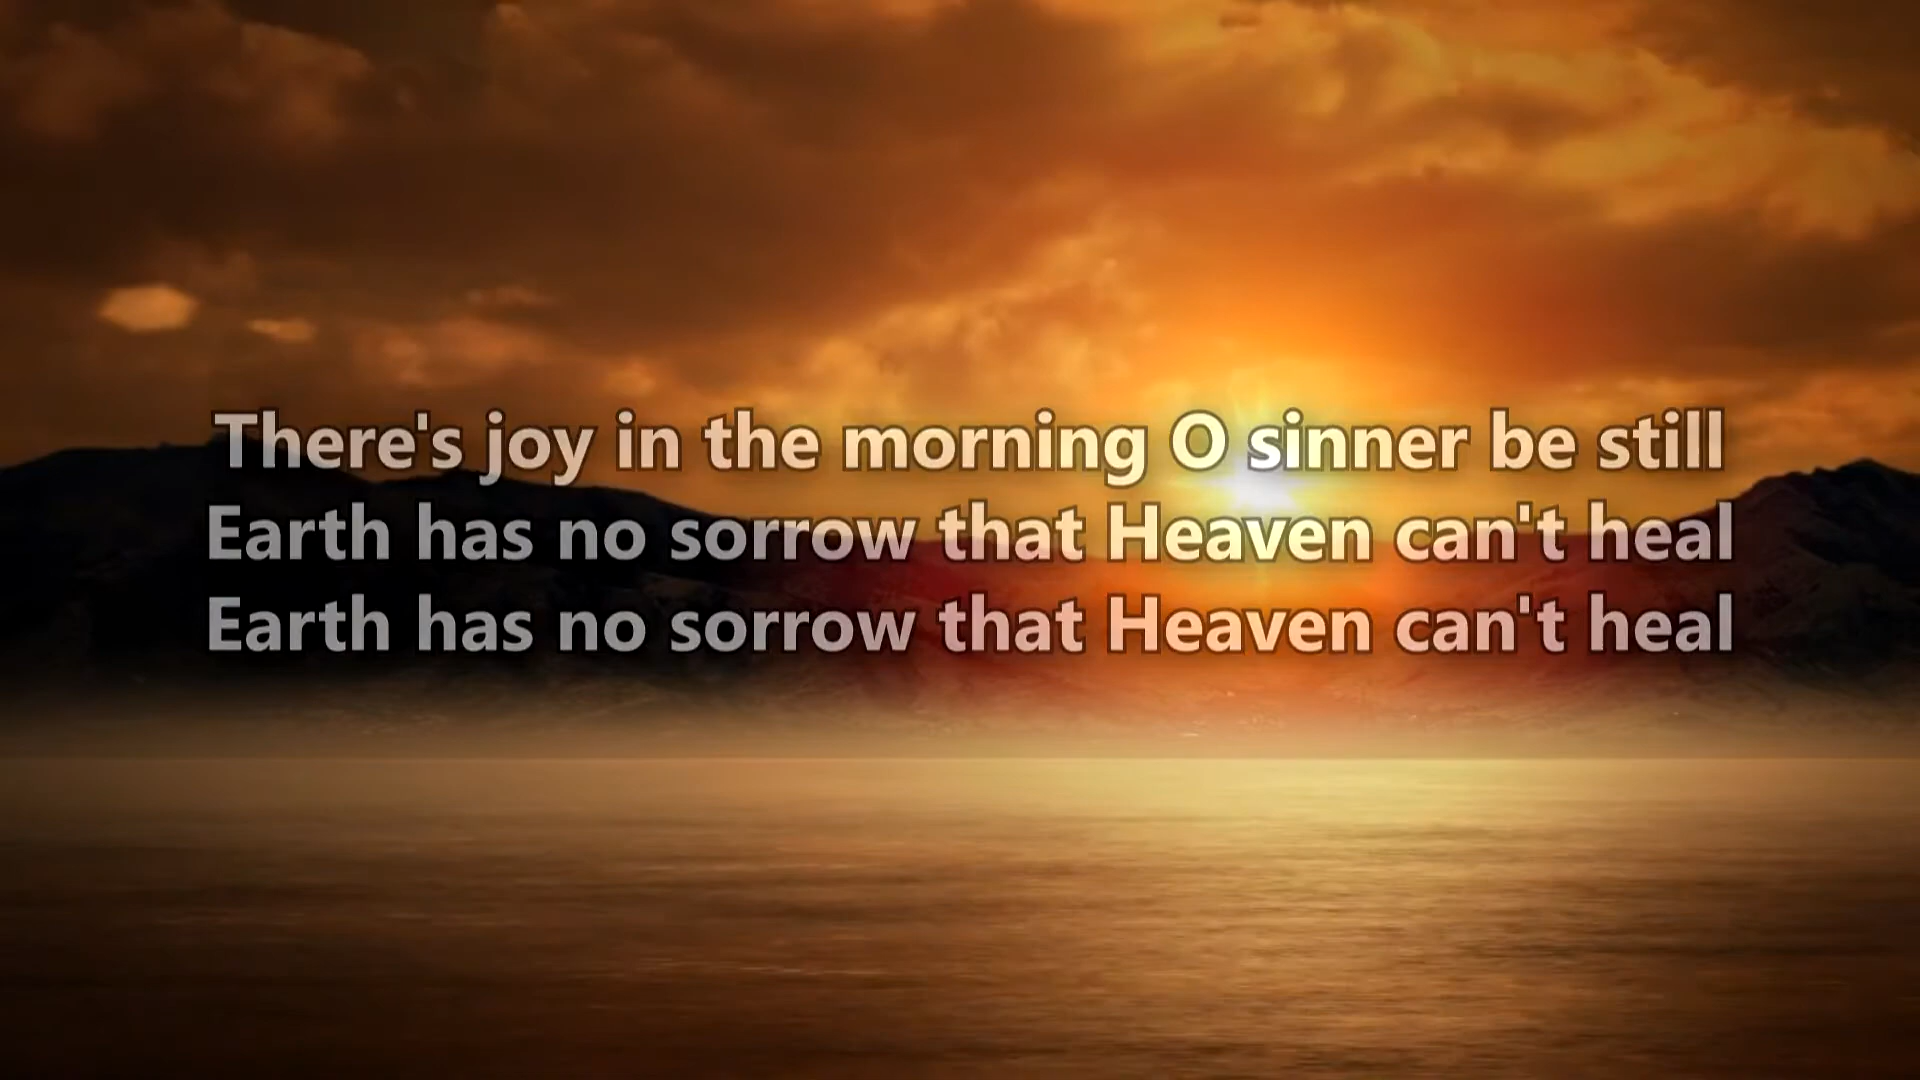 There's joy in the morning O sinner be still
Earth has no sorrow that Heaven can't heal
Earth has no sorrow that Heaven can't heal